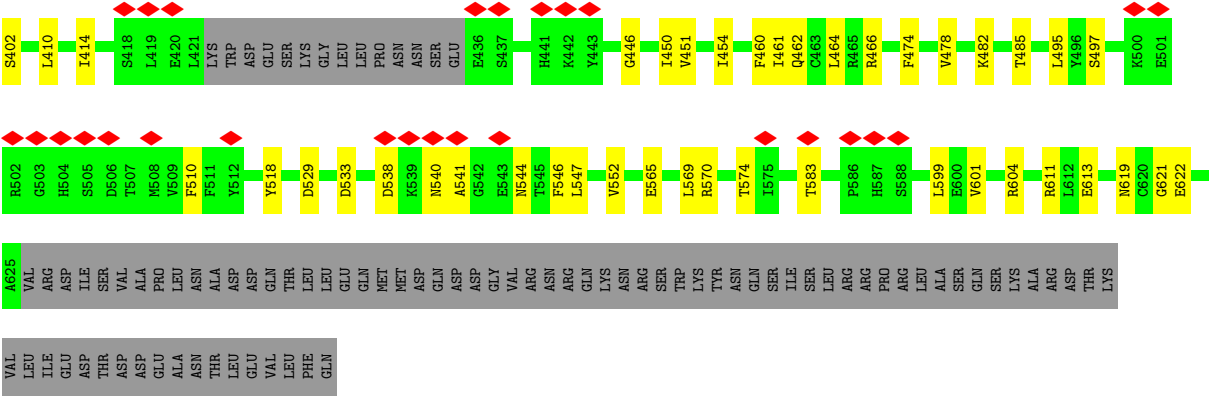 S402 L410 I414 S418 L419 E420 L421 LYS TRP ASP GLU SER LYS GLY LEU LEU PRO ASN ASN SER GLU E436 S437 H441 K442 Y443 G446 I450 V451 I454 F460 I461 Q462 C463 L464 R465 R466 F474 V478 K482 T485 L495 Y496 S497 K500 E501
R502 G503 H504 S505 D506 T507 M508 V509 F510 F511 Y512 Y518 D529 D533 D538 K539 N540 A541 G542 E543 N544 T545 F546 L547 V552 E565 L569 R570 T574 I575 T583 P586 H587 S588 L599 E600 V601 R604 R611 L612 E613 N619 C620 G621 E622
A625 VAL ARG ASP ILE SER VAL ALA PRO LEU ASN ALA ASP ASP GLN THR LEU LEU GLU GLN MET MET ASP GLN ASP ASP GLY VAL ARG ASN ARG GLN LYS ASN ARG SER TRP LYS TYR ASN GLN SER ILE SER LEU ARG ARG PRO ARG LEU ALA SER GLN SER LYS ALA ARG ASP THR LYS
VAL LEU ILE GLU ASP THR ASP ASP GLU ALA ASN THR LEU GLU VAL LEU PHE GLN